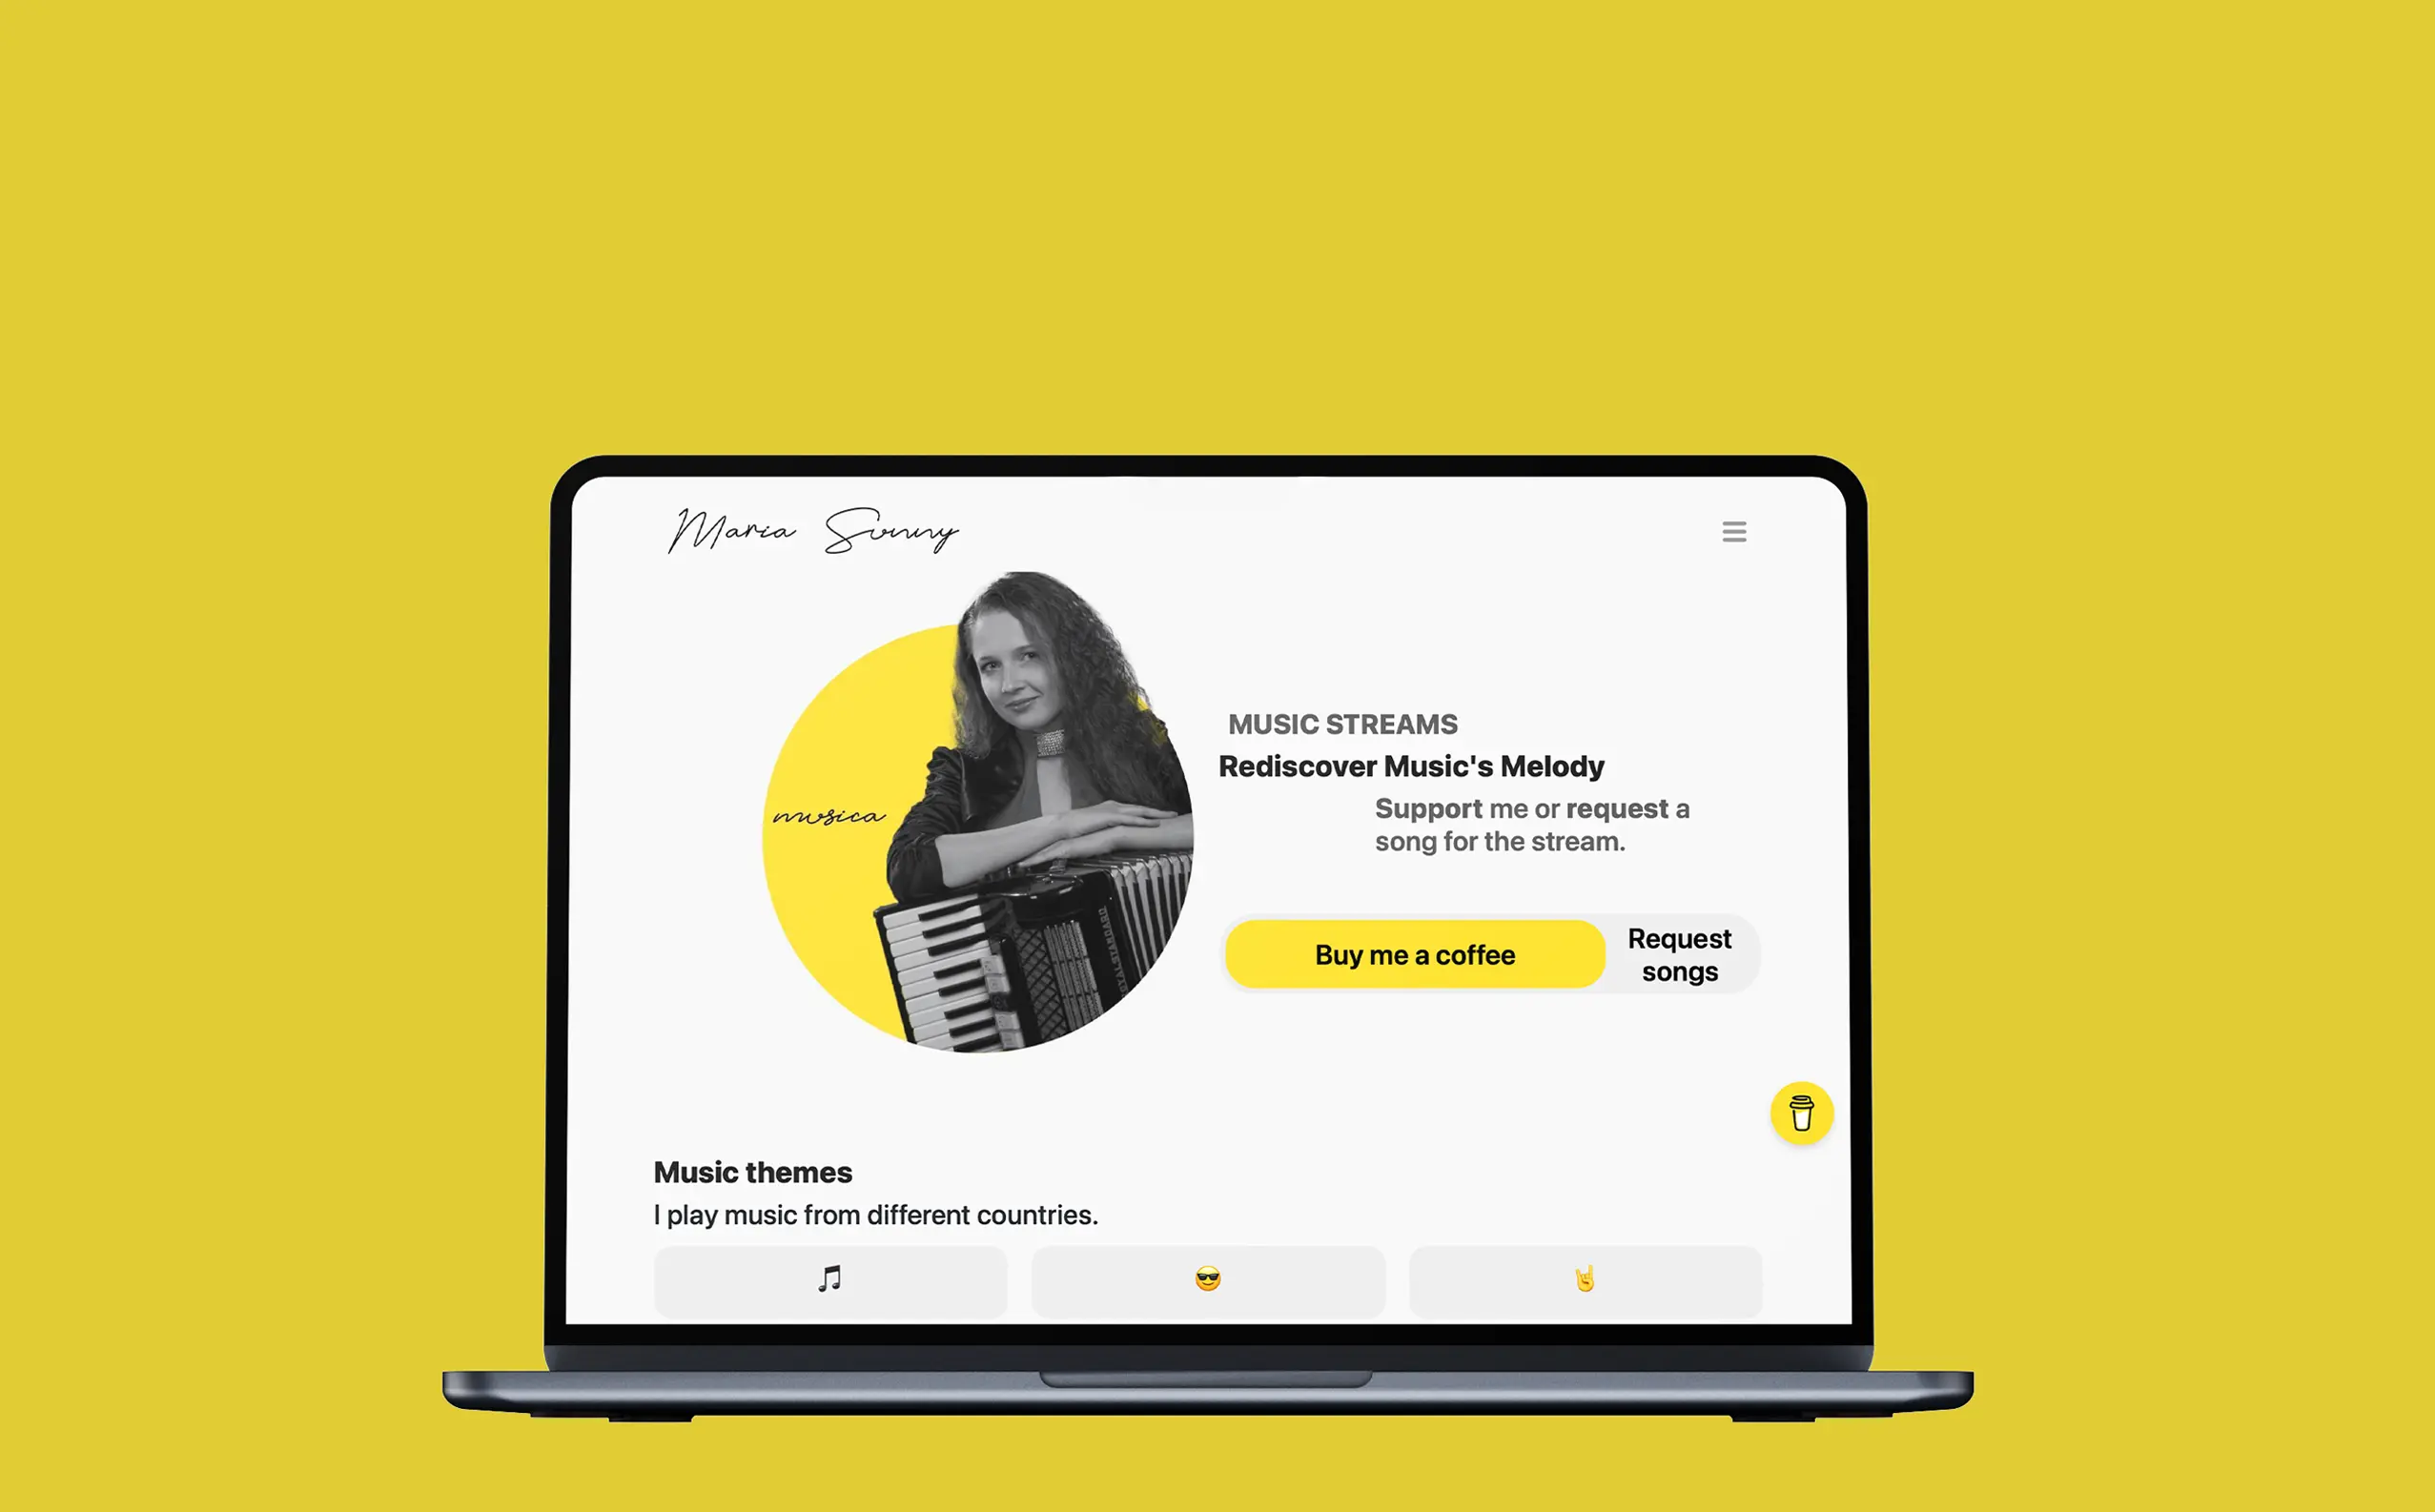 Maria Sonny
musica
MUSIC STREAMS
Rediscover Music's Melody
Support me or request a
song for the stream.
Buy me a coffee
Request
songs
Music themes
I play music from different countries.